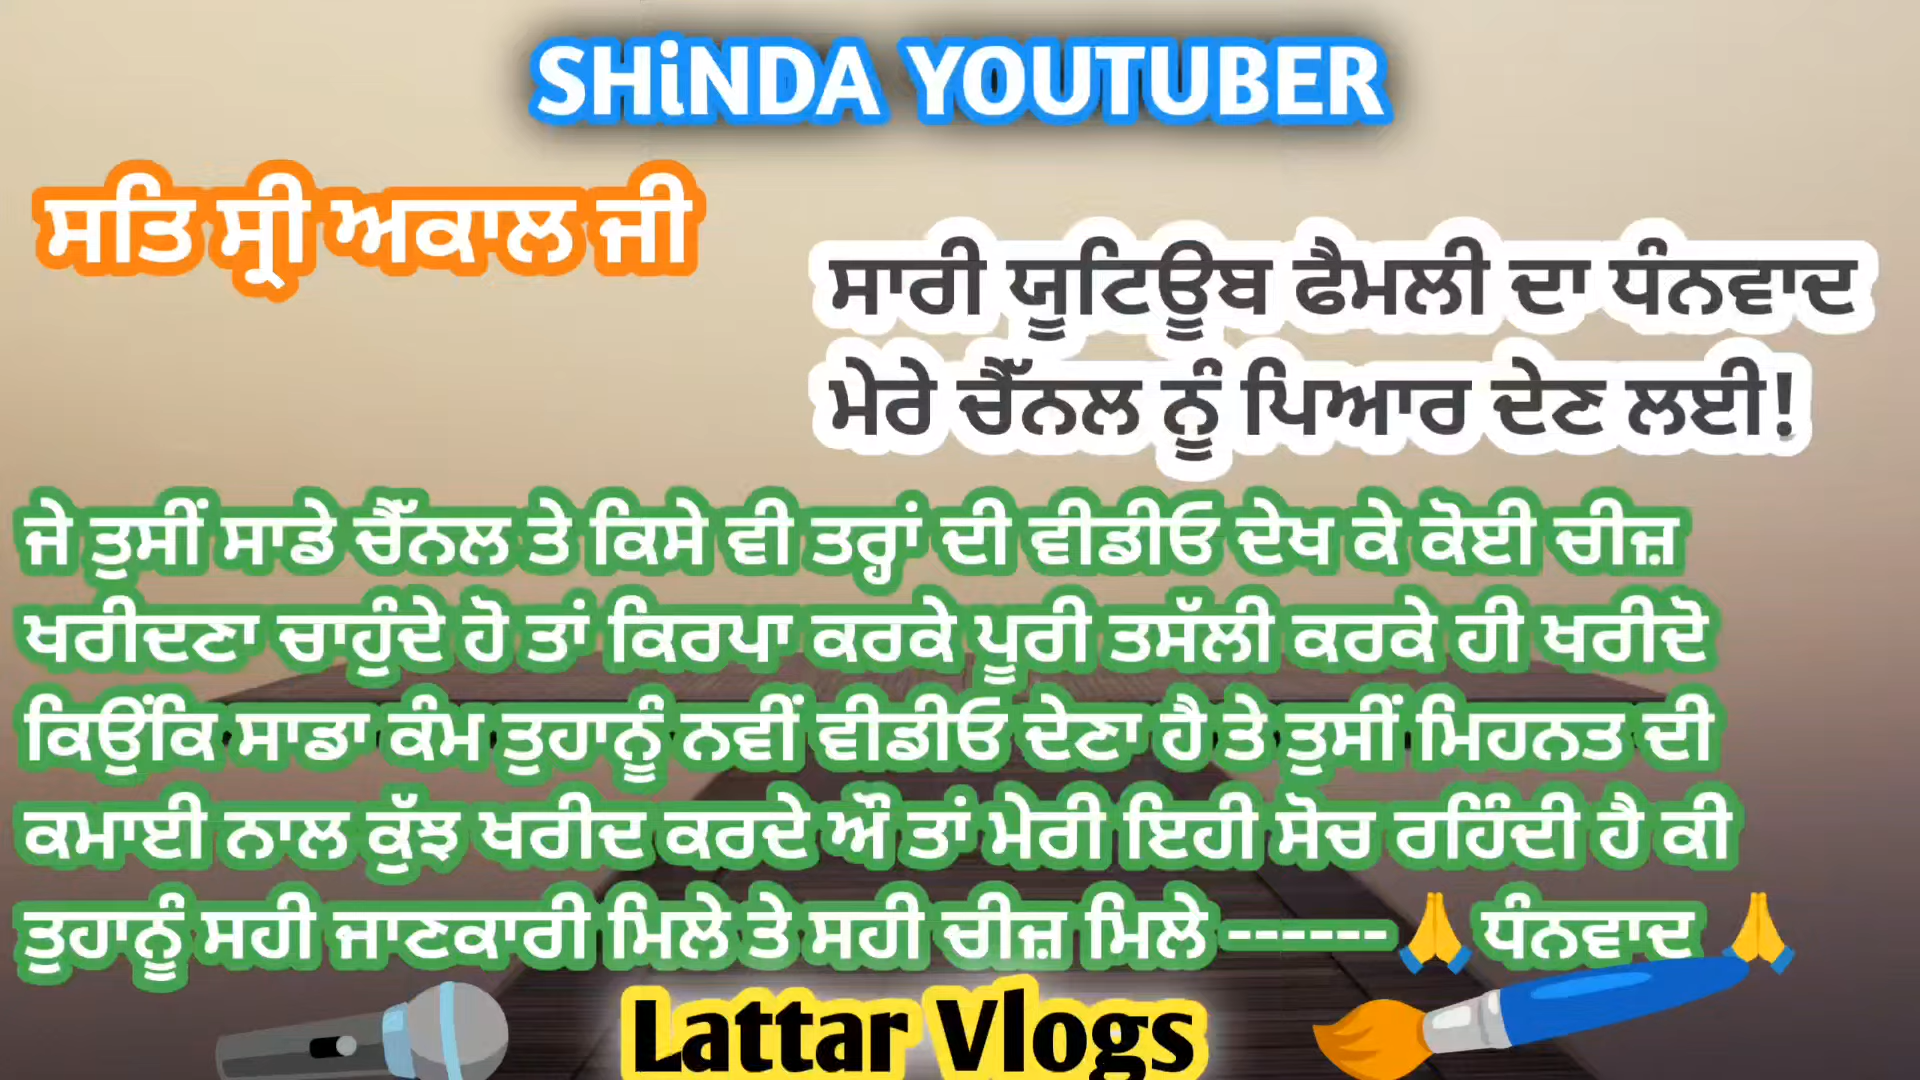 SHiNDA YOUTUBER
ਸਤਿ ਸ੍ਰੀ ਅਕਾਲ ਜੀ
ਸਾਰੀ ਯੂਟਿਊਬ ਫੈਮਲੀ ਦਾ ਧੰਨਵਾਦ
ਮੇਰੇ ਚੈੱਨਲ ਨੂੰ ਪਿਆਰ ਦੇਣ ਲਈ!
ਜੇ ਤੁਸੀਂ ਸਾਡੇ ਚੈੱਨਲ ਤੇ ਕਿਸੇ ਵੀ ਤਰ੍ਹਾਂ ਦੀ ਵੀਡੀਓ ਦੇਖ ਕੇ ਕੋਈ ਚੀਜ਼
ਖਰੀਦਣਾ ਚਾਹੁੰਦੇ ਹੋ ਤਾਂ ਕਿਰਪਾ ਕਰਕੇ ਪੂਰੀ ਤਸੱਲੀ ਕਰਕੇ ਹੀ ਖਰੀਦੋ
ਕਿਉਂਕਿ ਸਾਡਾ ਕੰਮ ਤੁਹਾਨੂੰ ਨਵੀਂ ਵੀਡੀਓ ਦੇਣਾ ਹੈ ਤੇ ਤੁਸੀਂ ਮਿਹਨਤ ਦੀ
ਕਮਾਈ ਨਾਲ ਕੁੱਝ ਖਰੀਦ ਕਰਦੇ ਔ ਤਾਂ ਮੇਰੀ ਇਹੀ ਸੋਚ ਰਹਿੰਦੀ ਹੈ ਕੀ
ਤੁਹਾਨੂੰ ਸਹੀ ਜਾਣਕਾਰੀ ਮਿਲੇ ਤੇ ਸਹੀ ਚੀਜ਼ ਮਿਲੇ ------🙏 ਧੰਨਵਾਦ 🙏
Lattar Vlogs